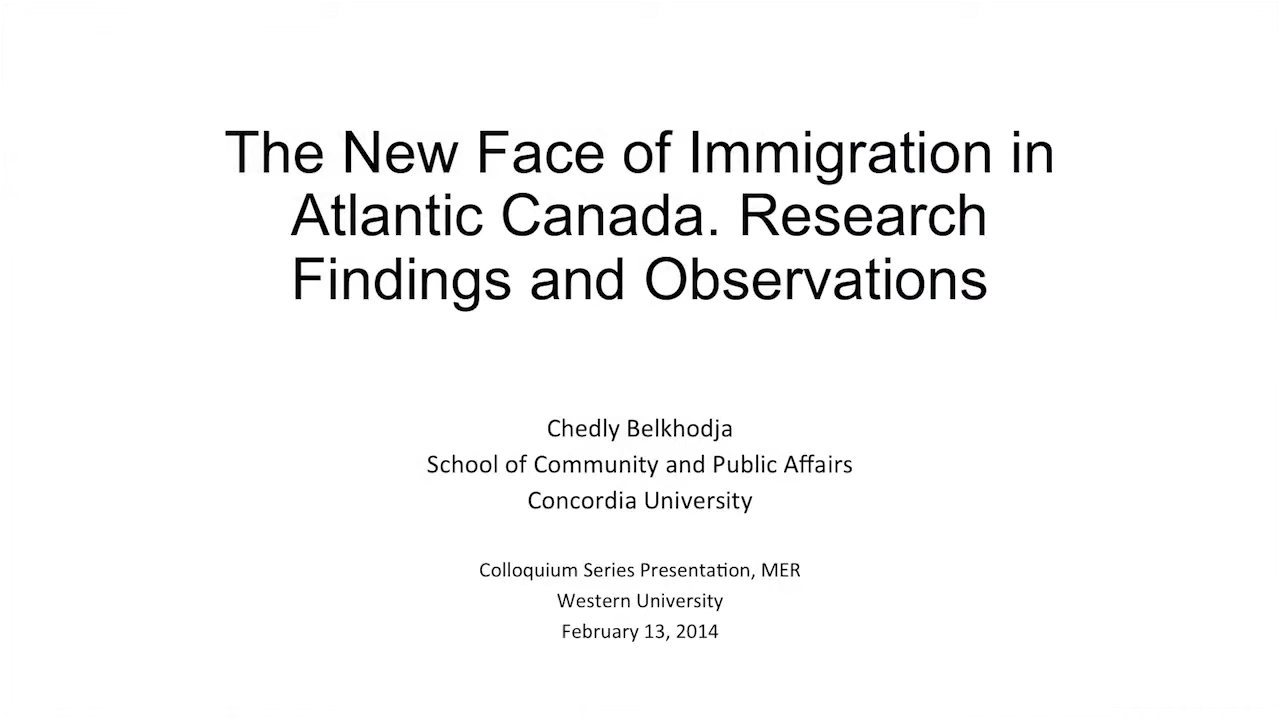 The New Face of Immigration in
Atlantic Canada. Research
Findings and Observations
Chedly Belkhodja
School of Community and Public Affairs
Concordia University
Colloquium Series Presentation, MER
Western University
February 13, 2014